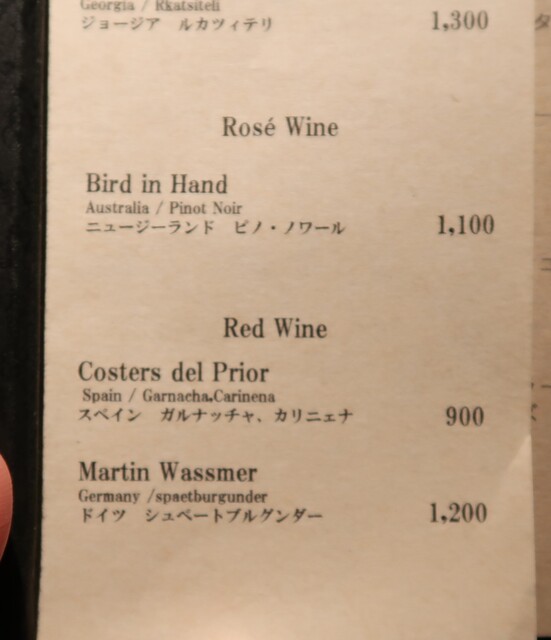 Georgia / Rkatsiteli
ジョージア　ルカツィテリ 1,300
Rosé Wine
Bird in Hand
Australia / Pinot Noir
ニュージーランド　ピノ・ノワール 1,100
Red Wine
Costers del Prior
Spain / Garnacha.Carinena
スペイン　ガルナッチャ、カリニェナ 900
Martin Wassmer
Germany /spaetburgunder
ドイツ　シュペートブルグンダー 1,200